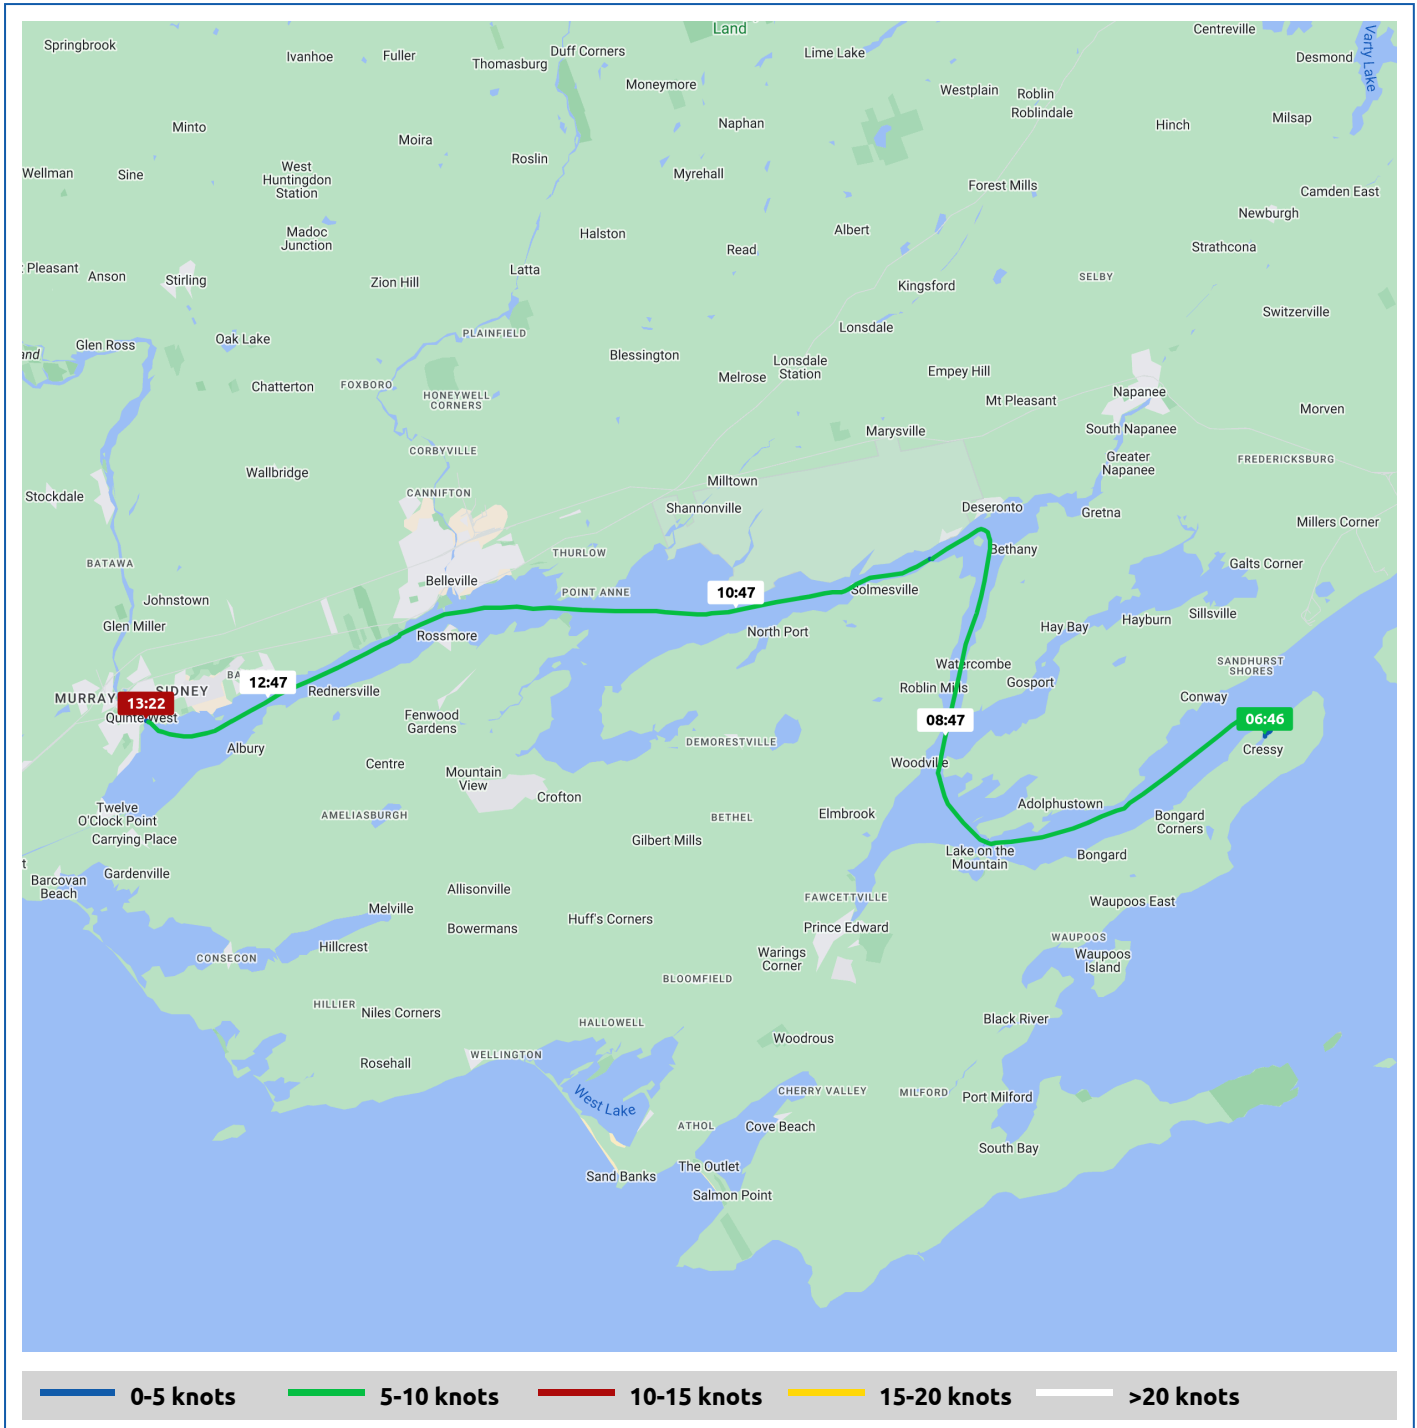 Land
Centreville
Springbrook
Ivanhoe
Fuller
Duff Corners
Thomasburg
Lime Lake
Desmond
Varty Lake
Moneymore
Westplain
Roblin
Roblindale
Minto
Moira
Naphan
Hinch
Milsap
Wellman
Sine
West
Huntingdon
Station
Roslin
Myrehall
Forest Mills
Camden East
Newburgh
Madoc
Junction
Halston
Read
Albert
Strathcona
Pleasant
Anson
Stirling
Zion Hill
Latta
Kingsford
SELBY
Switzerville
Glen Ross
Oak Lake
PLAINFIELD
Lonsdale
and
Chatterton
FOXBORO
HONEYWELL
CORNERS
Blessington
Melrose
Lonsdale
Station
Empey Hill
Mt Pleasant
Napanee
Morven
CORBYVILLE
Marysville
South Napanee
Wallbridge
Greater
Napanee
FREDERICKSBURG
Stockdale
CANNIFTON
Milltown
Shannonville
Deseronto
Gretna
Millers Corner
BATAWA
THURLOW
Bethany
Galts Corner
Johnstown
Belleville
POINT ANNE
10:47
Solmesville
Glen Miller
Rossmore
North Port
Hay Bay
Hayburn
Sillsville
Watercombe
SANDHURST
SHORES
BA
12:47
MURRAY
SIDNEY
13:22
Quinte West
Rednersville
Roblin Mills
Gosport
Conway
Fenwood
Gardens
08:47
06:46
Albury
DEMORESTVILLE
Cressy
Centre
Mountain
View
Woodville
Crofton
Twelve
O'Clock Point
AMELIASBURGH
BETHEL
Elmbrook
Adolphustown
Bongard
Corners
Carrying Place
Gilbert Mills
Lake on the
Mountain
Bongard
t
Barcovan
Beach
Gardenville
Allisonville
FAWCETTVILLE
Waupoos East
Melville
Bowermans
Huff's Corners
Prince Edward
WAUPOOS
Hillcrest
CONSECON
Warings
Corner
Waupoos
Island
BLOOMFIELD
HILLIER
Niles Corners
HALLOWELL
Black River
Woodrous
Rosehall
WELLINGTON
West Lake
CHERRY VALLEY
MILFORD
Port Milford
ATHOL
Cove Beach
South Bay
Sand Banks
The Outlet
Salmon Point
0-5 knots
5-10 knots
10-15 knots
15-20 knots
>20 knots